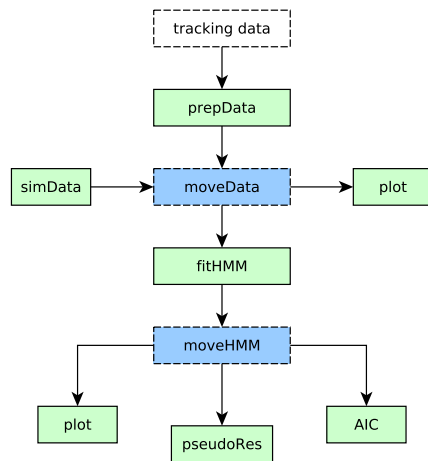 tracking data
prepData
simData
moveData
plot
fitHMM
moveHMM
plot
pseudoRes
AIC